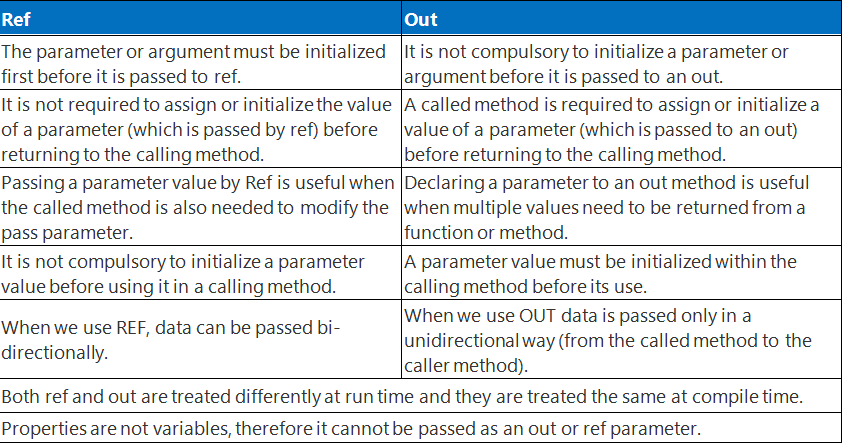 Ref
Out
The parameter or argument must be initialized
first before it is passed to ref.
It is not compulsory to initialize a parameter or
argument before it is passed to an out.
It is not required to assign or initialize the value
of a parameter (which is passed by ref) before
returning to the calling method.
A called method is required to assign or initialize a
value of a parameter (which is passed to an out)
before returning to the calling method.
Passing a parameter value by Ref is useful when
the called method is also needed to modify the
pass parameter.
Declaring a parameter to an out method is useful
when multiple values need to be returned from a
function or method.
It is not compulsory to initialize a parameter
value before using it in a calling method.
A parameter value must be initialized within the
calling method before its use.
When we use REF, data can be passed bi-
directionally.
When we use OUT data is passed only in a
unidirectional way (from the called method to the
caller method).
Both ref and out are treated differently at run time and they are treated the same at compile time.
Properties are not variables, therefore it cannot be passed as an out or ref parameter.